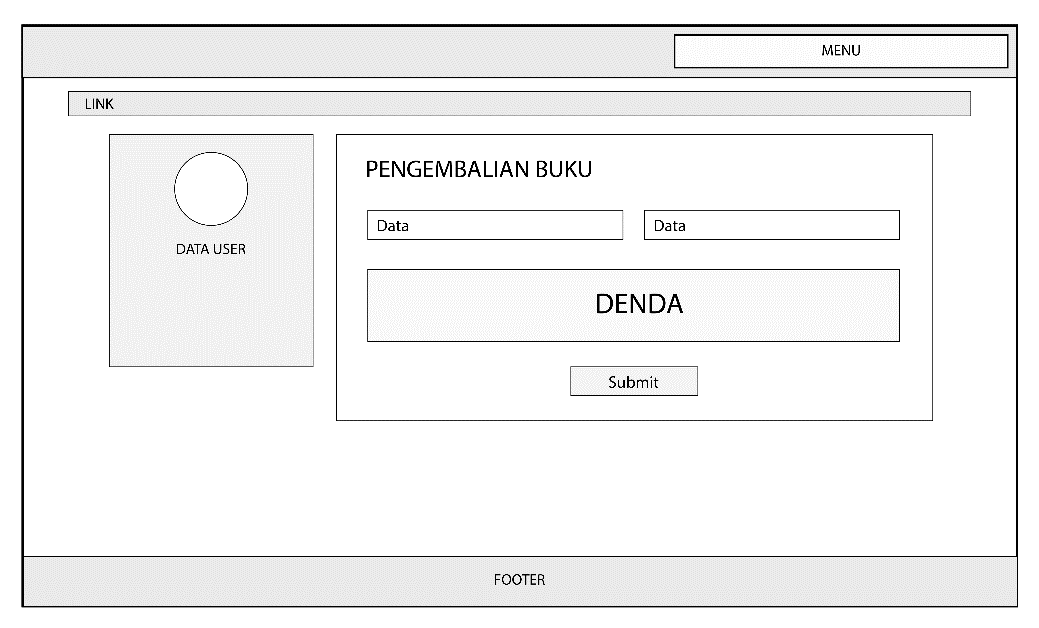 MENU
LINK
DATA USER
PENGEMBALIAN BUKU
Data
Data
DENDA
Submit
FOOTER